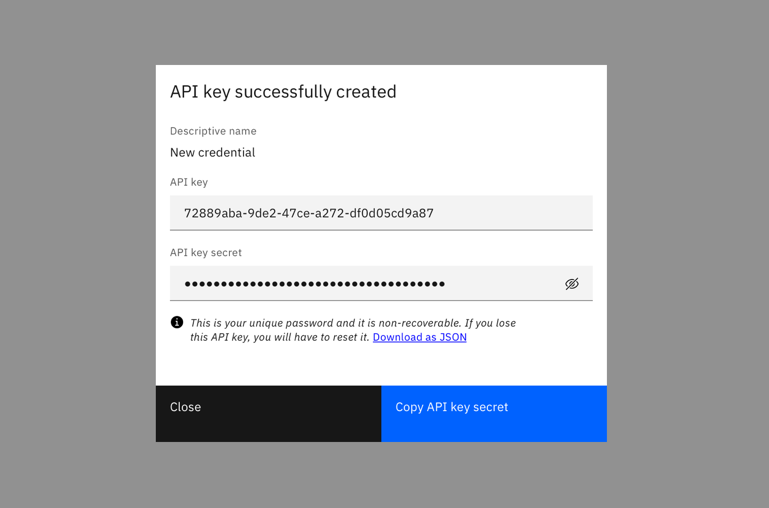 API key successfully created
Descriptive name
New credential
API key
72889aba-9de2-47ce-a272-df0d05cd9a87
API key secret
••••••••••••••••••••••••••••••••••••
This is your unique password and it is non-recoverable. If you lose
this API key, you will have to reset it. Download as JSON
Close
Copy API key secret